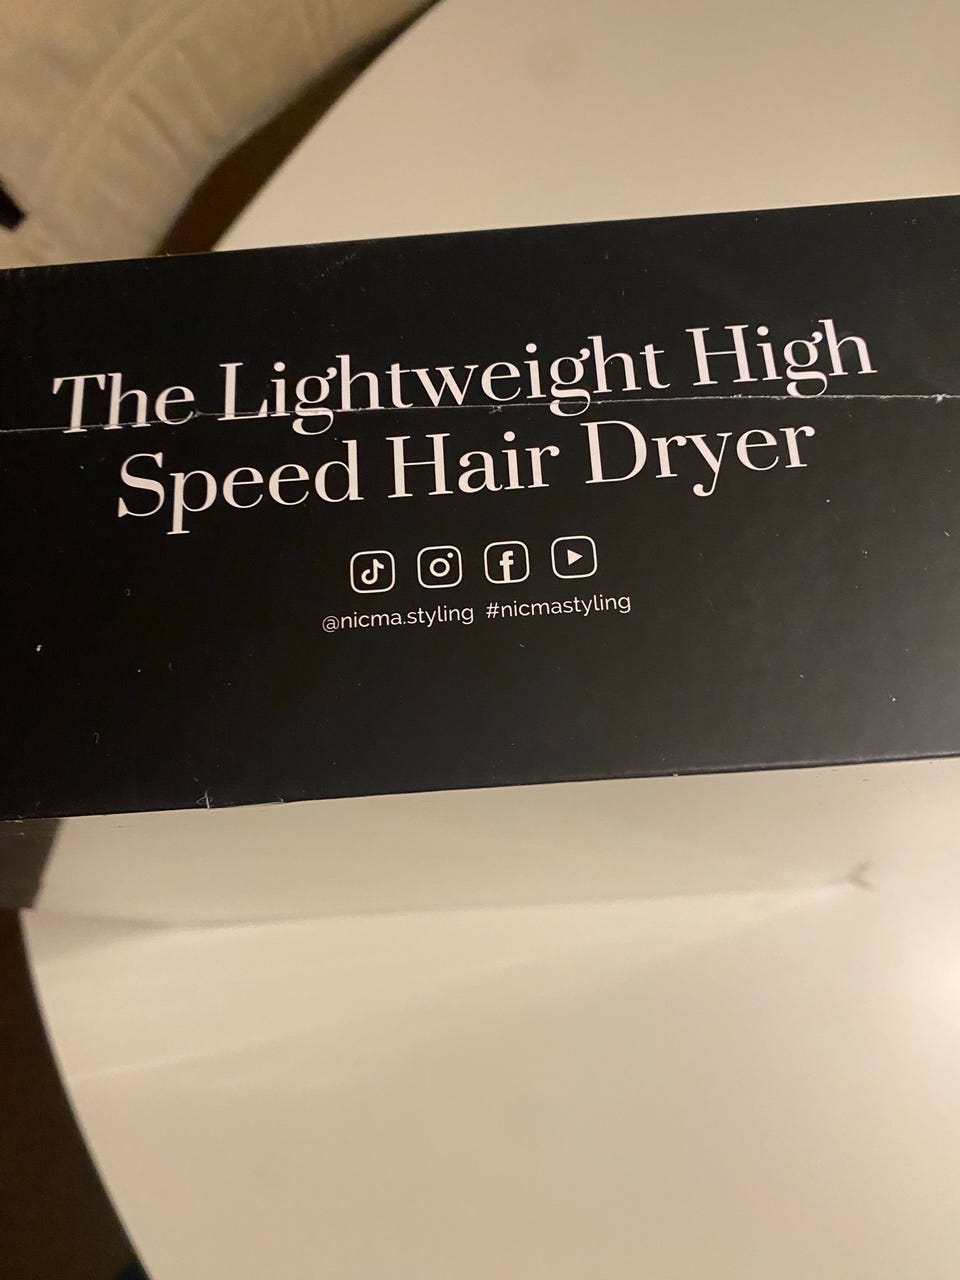 The Lightweight High
Speed Hair Dryer
@nicma.styling #nicmastyling